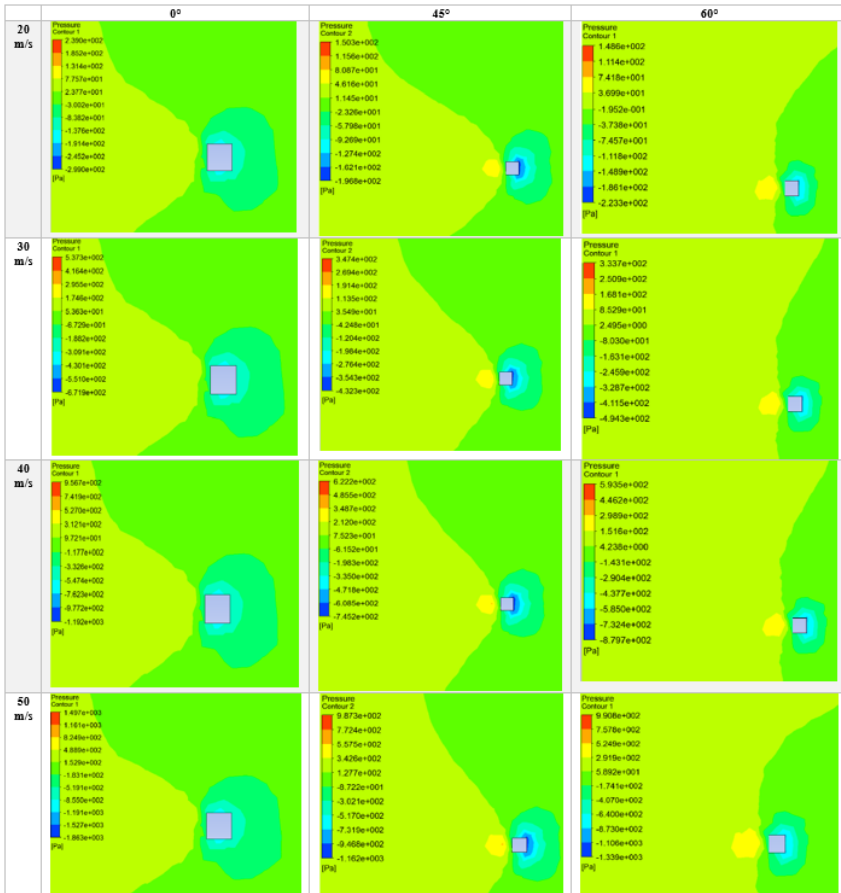 0° 45° 60°
20
m/s
Pressure
Contour 1
2.390e+002
1.852e+002
1.314e+002
7.757e+001
2.377e+001
-3.002e+001
-8.382e+001
-1.376e+002
-1.914e+002
-2.452e+002
-2.990e+002
[Pa]
Pressure
Contour 2
1.503e+002
1.156e+002
8.087e+001
4.616e+001
1.145e+001
-2.326e+001
-5.798e+001
-9.269e+001
-1.274e+002
-1.621e+002
-1.968e+002
[Pa]
Pressure
Contour 1
1.486e+002
1.114e+002
7.418e+001
3.699e+001
-1.952e-001
-3.738e+001
-7.457e+001
-1.118e+002
-1.489e+002
-1.861e+002
-2.233e+002
[Pa]
30
m/s
Pressure
Contour 1
5.373e+002
4.164e+002
2.955e+002
1.746e+002
5.363e+001
-6.729e+001
-1.882e+002
-3.091e+002
-4.301e+002
-5.510e+002
-6.719e+002
[Pa]
Pressure
Contour 2
3.474e+002
2.694e+002
1.914e+002
1.135e+002
3.549e+001
-4.248e+001
-1.204e+002
-1.984e+002
-2.764e+002
-3.543e+002
-4.323e+002
[Pa]
Pressure
Contour 1
3.337e+002
2.509e+002
1.681e+002
8.529e+001
2.495e+000
-8.030e+001
-1.631e+002
-2.459e+002
-3.287e+002
-4.115e+002
-4.943e+002
[Pa]
40
m/s
Pressure
Contour 1
9.567e+002
7.419e+002
5.270e+002
3.121e+002
9.721e+001
-1.177e+002
-3.326e+002
-5.474e+002
-7.623e+002
-9.772e+002
-1.192e+003
[Pa]
Pressure
Contour 2
6.222e+002
4.855e+002
3.487e+002
2.120e+002
7.523e+001
-6.152e+001
-1.983e+002
-3.350e+002
-4.718e+002
-6.085e+002
-7.452e+002
[Pa]
Pressure
Contour 1
5.935e+002
4.462e+002
2.989e+002
1.516e+002
4.238e+000
-1.431e+002
-2.904e+002
-4.377e+002
-5.850e+002
-7.324e+002
-8.797e+002
[Pa]
50
m/s
Pressure
Contour 1
1.497e+003
1.161e+003
8.249e+002
4.889e+002
1.529e+002
-1.831e+002
-5.191e+002
-8.550e+002
-1.191e+003
-1.527e+003
-1.863e+003
[Pa]
Pressure
Contour 2
9.873e+002
7.724e+002
5.575e+002
3.426e+002
1.277e+002
-8.722e+001
-3.021e+002
-5.170e+002
-7.319e+002
-9.468e+002
-1.162e+003
[Pa]
Pressure
Contour 1
9.908e+002
7.578e+002
5.249e+002
2.919e+002
5.892e+001
-1.741e+002
-4.070e+002
-6.400e+002
-8.730e+002
-1.106e+003
-1.339e+003
[Pa]